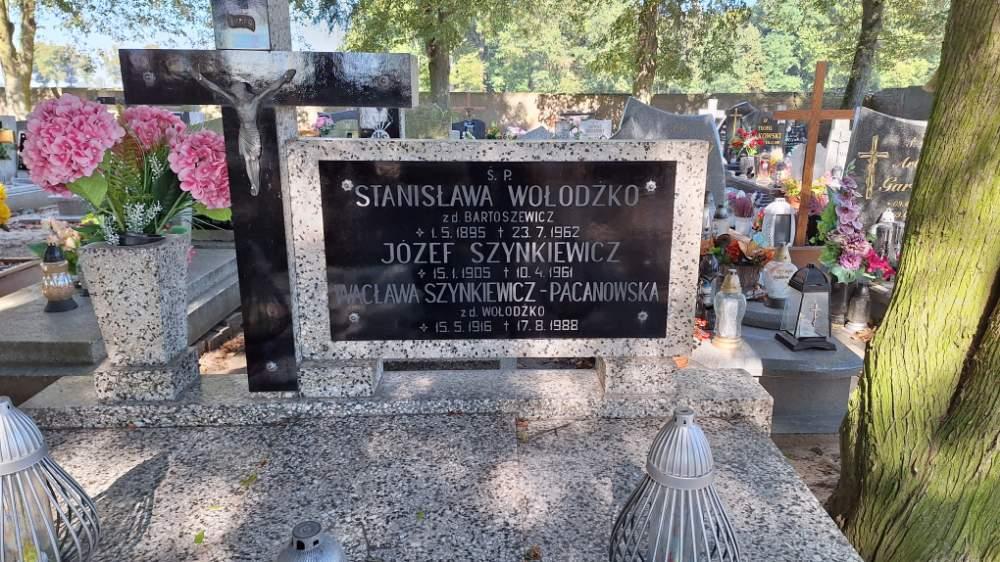 Ś. P.
STANISŁAWA WOŁODŹKO
z d. BARTOSZEWICZ
* 1.5.1895 † 23.7.1962
JÓZEF SZYNKIEWICZ
* 15.1.1905 † 10.4.1961
WACŁAWA SZYNKIEWICZ-PACANOWSKA
z d. WOŁODŹKO
* 15.5.1916 † 17.8.1988